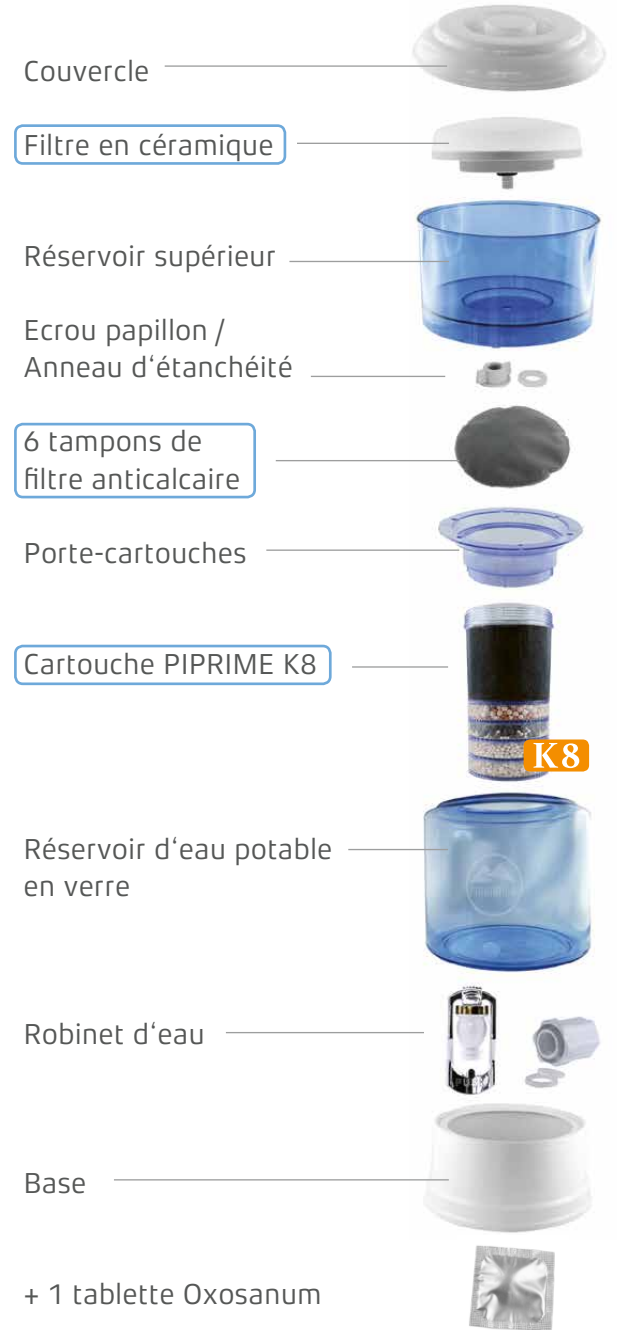 Couvercle
Filtre en céramique
Réservoir supérieur
Ecrou papillon /
Anneau d‘étanchéité
6 tampons de
filtre anticalcaire
Porte-cartouches
Cartouche PIPRIME K8
K8
Réservoir d‘eau potable
en verre
Robinet d‘eau
Base
+ 1 tablette Oxosanum